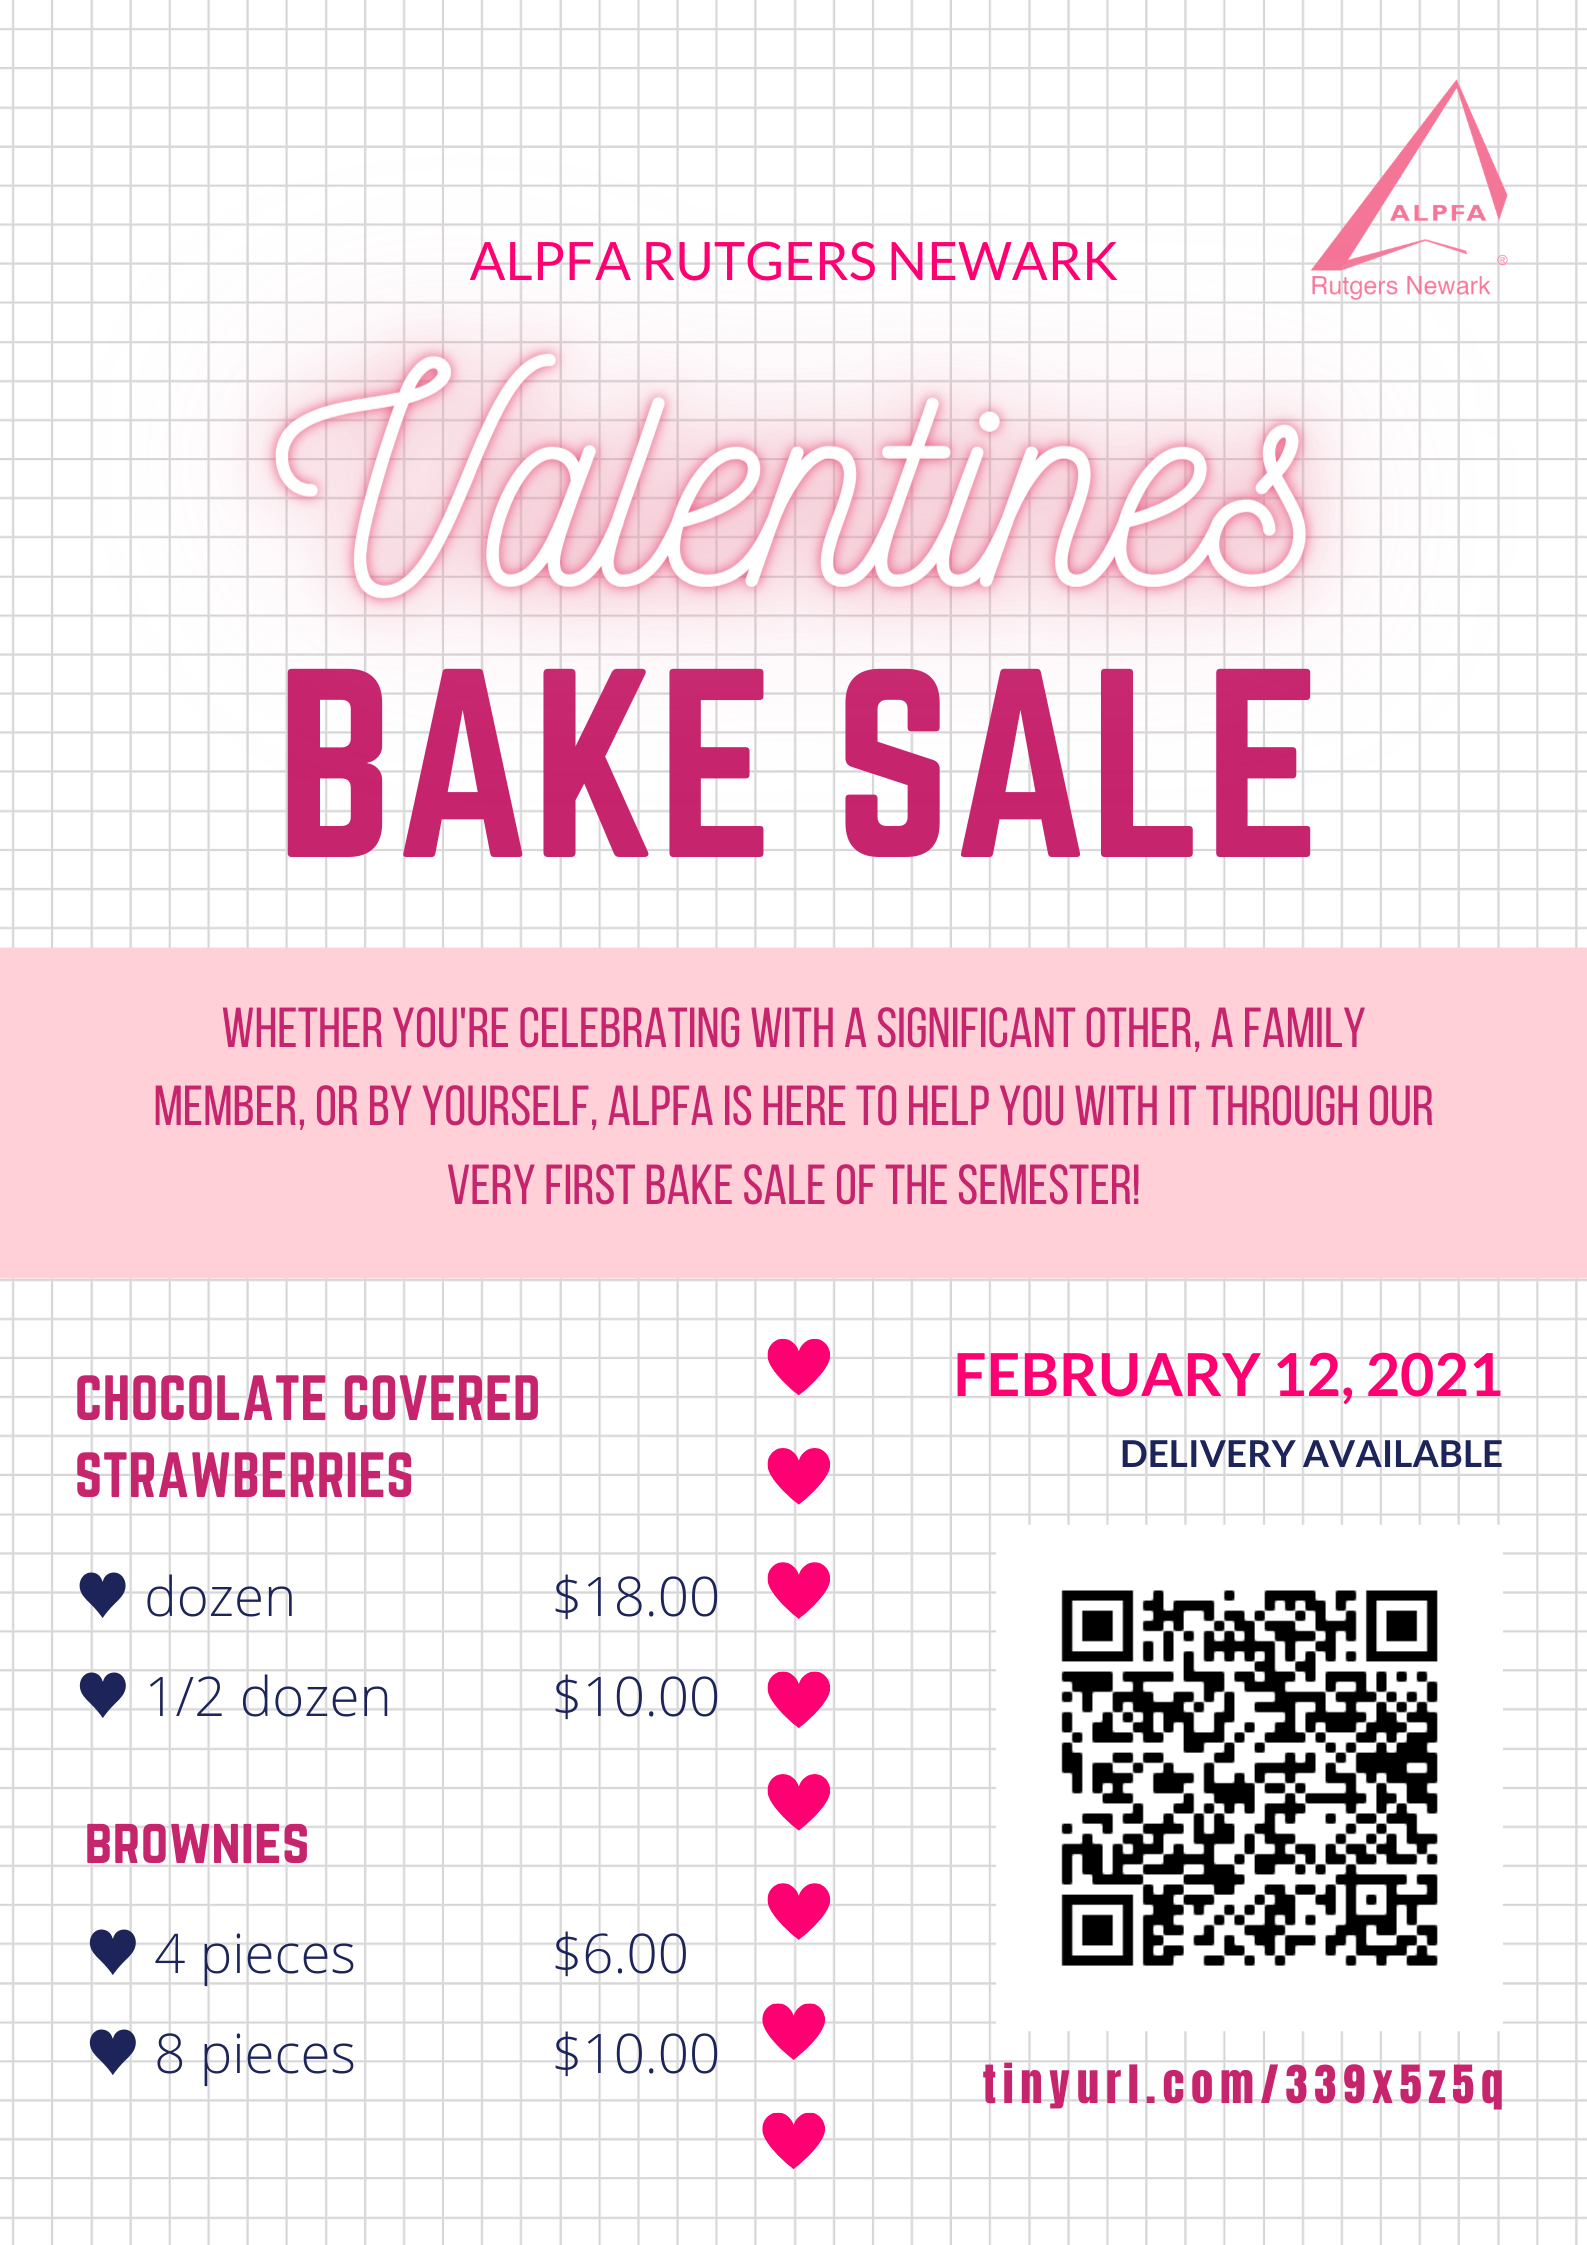 ALPFA
®
Rutgers Newark
ALPFA RUTGERS NEWARK
Valentines
BAKE SALE
WHETHER YOU'RE CELEBRATING WITH A SIGNIFICANT OTHER, A FAMILY
MEMBER, OR BY YOURSELF, ALPFA IS HERE TO HELP YOU WITH IT THROUGH OUR
VERY FIRST BAKE SALE OF THE SEMESTER!
CHOCOLATE COVERED
STRAWBERRIES
dozen $18.00
1/2 dozen $10.00
BROWNIES
4 pieces $6.00
8 pieces $10.00
FEBRUARY 12, 2021
DELIVERY AVAILABLE
tinyurl.com/339x5z5q